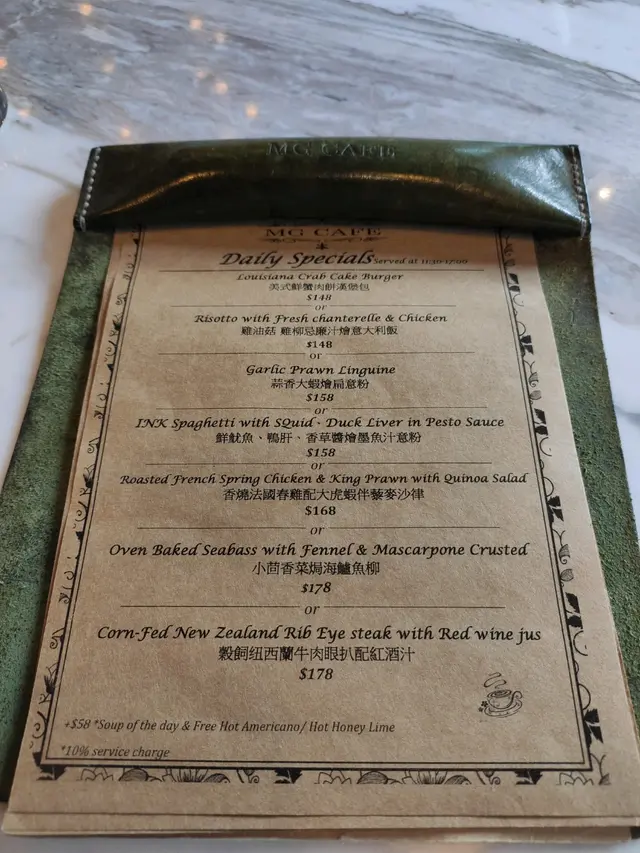 MG CAFE
MG CAFE
Daily Specials Served at 11:30-17:00
Louisiana Crab Cake Burger
美式鮮蟹肉餅漢堡包
$148
or
Risotto with Fresh chanterelle & Chicken
雞油菇 雞柳忌廉汁燴意大利飯
$148
or
Garlic Prawn Linguine
蒜香大蝦燴扁意粉
$158
or
INK Spaghetti with SQuid、Duck Liver in Pesto Sauce
鮮魷魚、鴨肝、香草醬燴墨魚汁意粉
$158
or
Roasted French Spring Chicken & King Prawn with Quinoa Salad
香燒法國春雞配大虎蝦伴藜麥沙律
$168
or
Oven Baked Seabass with Fennel & Mascarpone Crusted
小茴香菜焗海鱸魚柳
$178
or
Corn-Fed New Zealand Rib Eye steak with Red wine jus
穀飼纽西蘭牛肉眼扒配紅酒汁
$178
+$58 *Soup of the day & Free Hot Americano/ Hot Honey Lime
*10% service charge